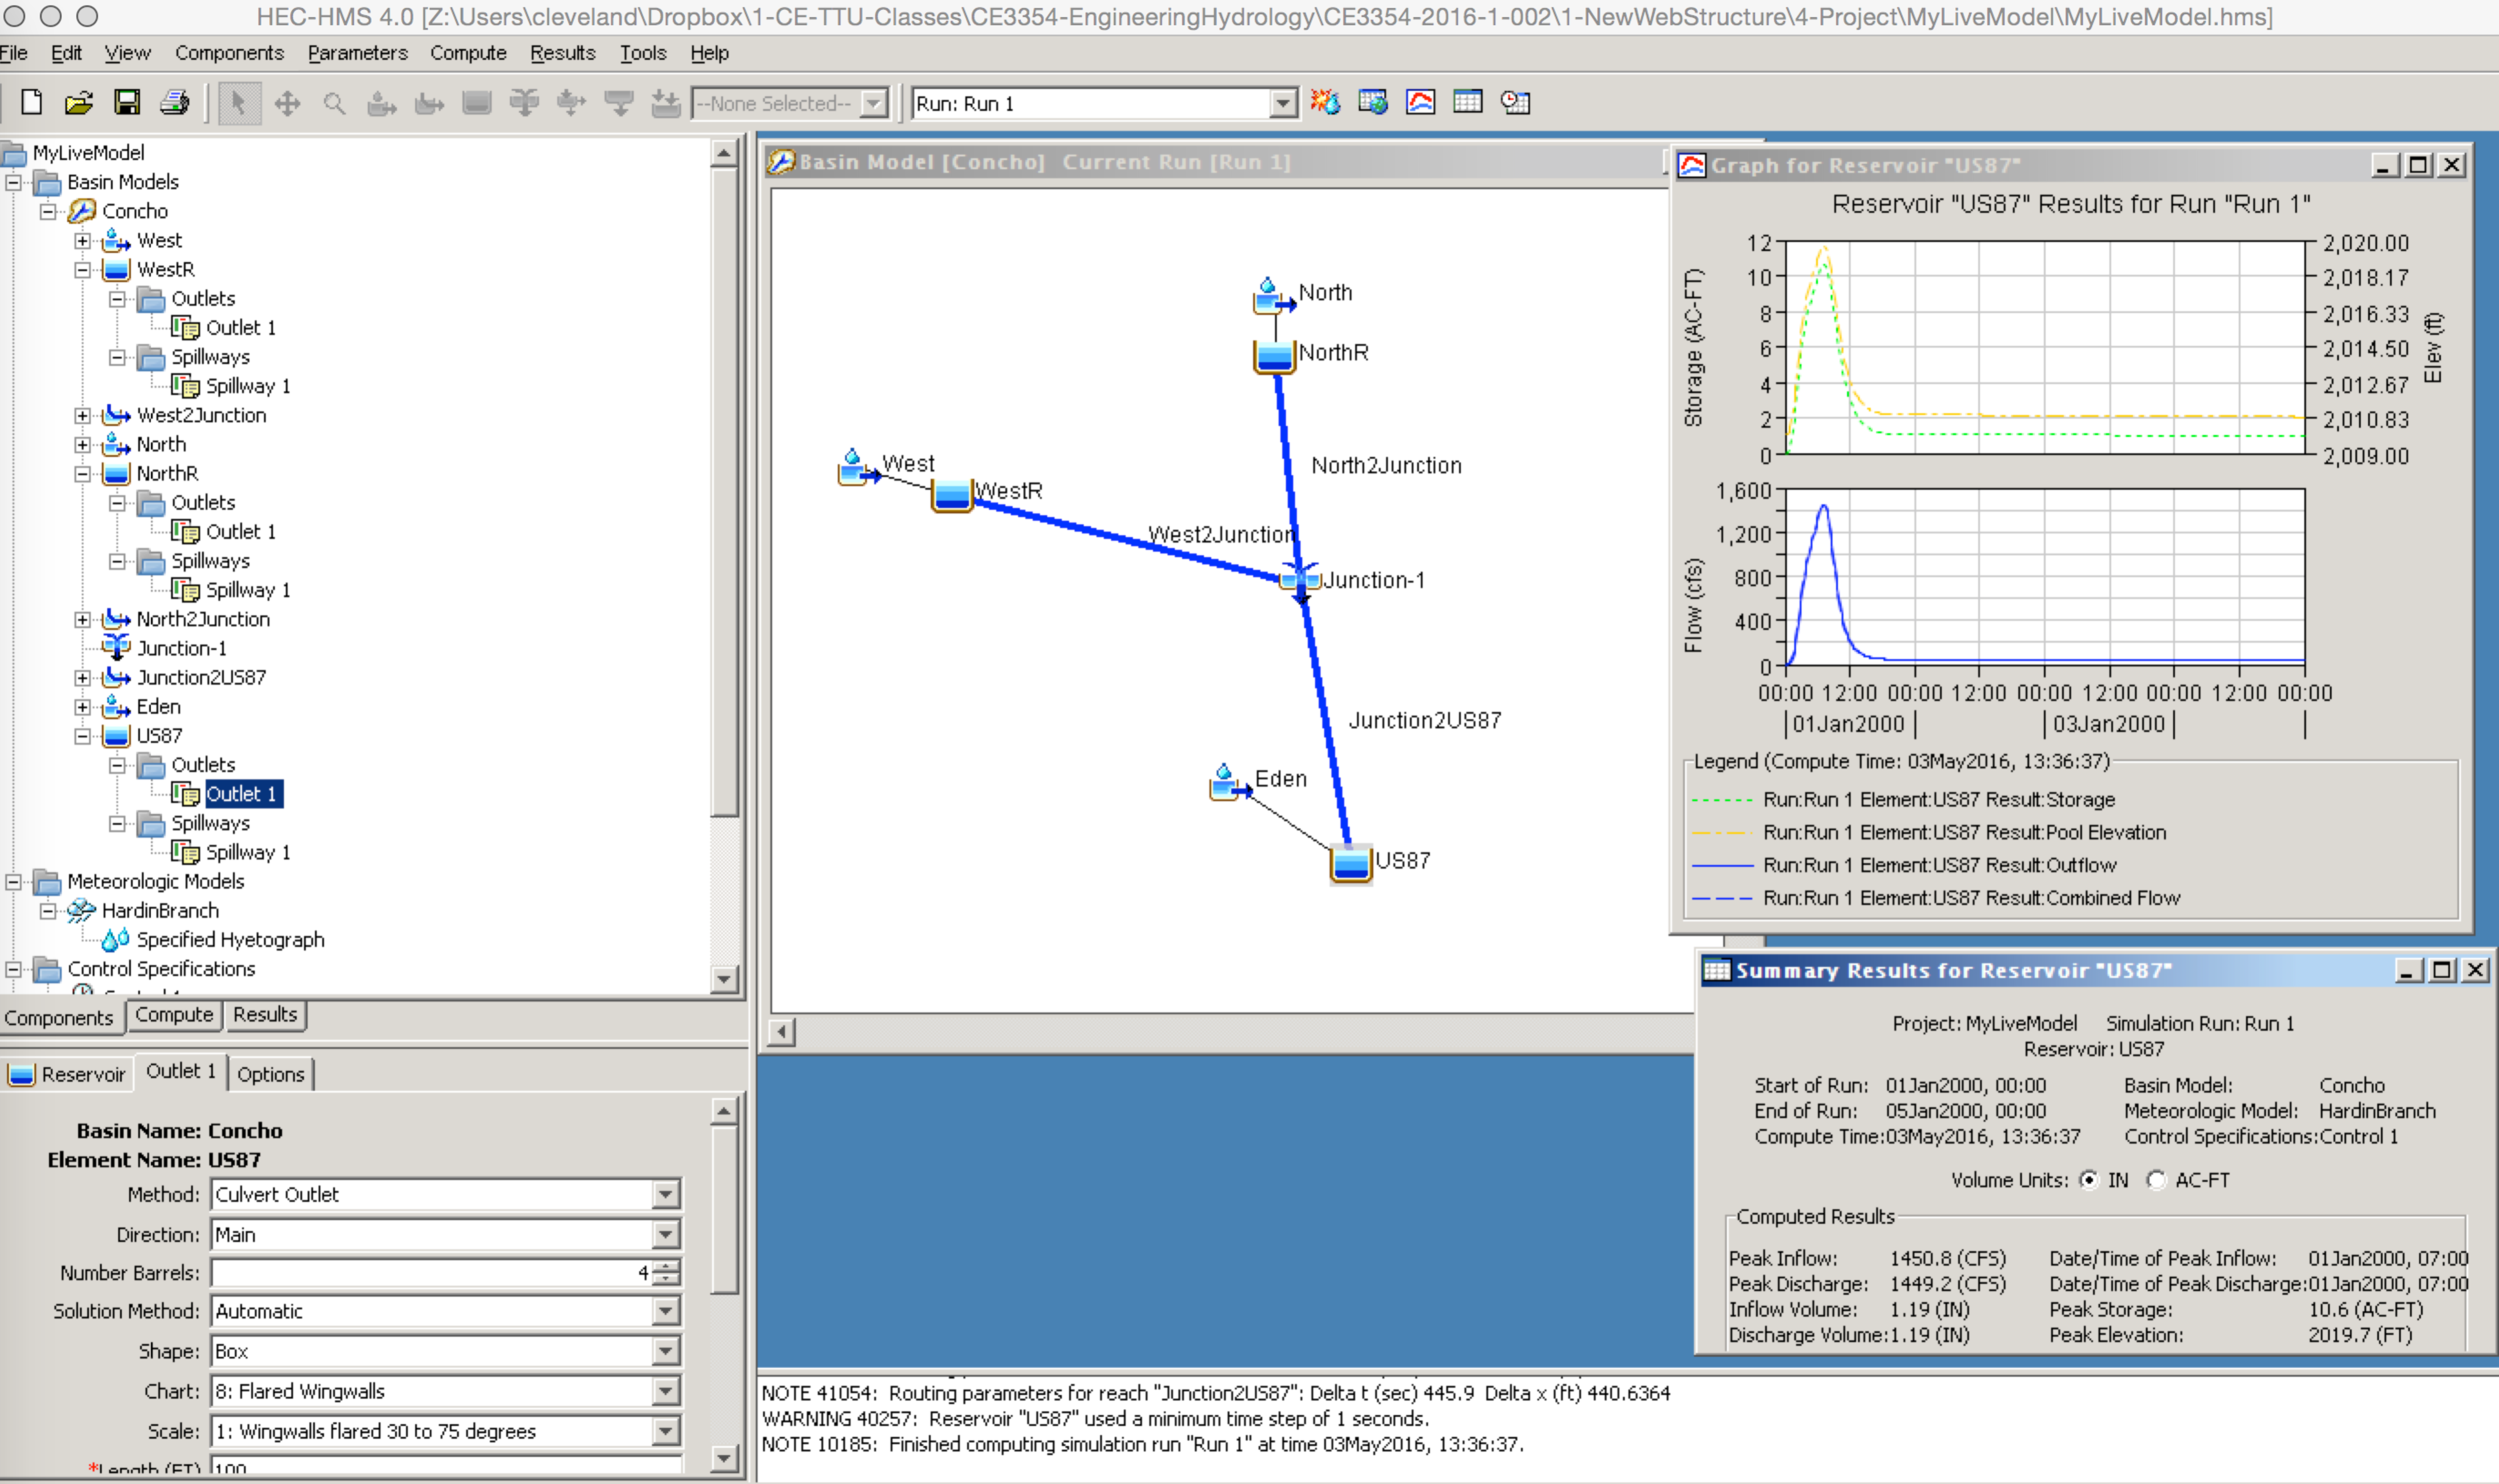 HEC-HMS 4.0 [Z:\Users\cleveland\Dropbox\1-CE-TTU-Classes\CE3354-EngineeringHydrology\CE3354-2016-1-002\1-NewWebStructure\4-Project\MyLiveModel\MyLiveModel.hms]
File Edit View Components Parameters Compute Results Tools Help
--None Selected-- Run: Run 1
MyLiveModel
Basin Models
Concho
West
WestR
Outlets
Outlet 1
Spillways
Spillway 1
West2Junction
North
NorthR
Outlets
Outlet 1
Spillways
Spillway 1
North2Junction
Junction-1
Junction2US87
Eden
US87
Outlets
Outlet 1
Spillways
Spillway 1
Meteorologic Models
HardinBranch
Specified Hyetograph
Control Specifications
Components Compute Results
Reservoir Outlet 1 Options
Basin Name: Concho
Element Name: US87
Method: Culvert Outlet
Direction: Main
Number Barrels: 4
Solution Method: Automatic
Shape: Box
Chart: 8: Flared Wingwalls
Scale: 1: Wingwalls flared 30 to 75 degrees
*Length (FT) 100
Basin Model [Concho] Current Run [Run 1]
North
NorthR
North2Junction
West
WestR
West2Junction
Junction-1
Junction2US87
Eden
US87
Graph for Reservoir "US87"
Reservoir "US87" Results for Run "Run 1"
Storage (AC-FT)
12
10
8
6
4
2
0
2,020.00
2,018.17
2,016.33
2,014.50
2,012.67
2,010.83
2,009.00
Elev (ft)
Flow (cfs)
1,600
1,200
800
400
0
00:00 12:00 00:00 12:00 00:00 12:00 00:00 12:00 00:00
01Jan2000 03Jan2000
Legend (Compute Time: 03May2016, 13:36:37)
Run:Run 1 Element:US87 Result:Storage
Run:Run 1 Element:US87 Result:Pool Elevation
Run:Run 1 Element:US87 Result:Outflow
Run:Run 1 Element:US87 Result:Combined Flow
Summary Results for Reservoir "US87"
Project: MyLiveModel Simulation Run: Run 1
Reservoir: US87
Start of Run: 01Jan2000, 00:00 Basin Model: Concho
End of Run: 05Jan2000, 00:00 Meteorologic Model: HardinBranch
Compute Time:03May2016, 13:36:37 Control Specifications:Control 1
Volume Units: IN AC-FT
Computed Results
Peak Inflow: 1450.8 (CFS) Date/Time of Peak Inflow: 01Jan2000, 07:00
Peak Discharge: 1449.2 (CFS) Date/Time of Peak Discharge:01Jan2000, 07:00
Inflow Volume: 1.19 (IN) Peak Storage: 10.6 (AC-FT)
Discharge Volume:1.19 (IN) Peak Elevation: 2019.7 (FT)
NOTE 41054: Routing parameters for reach "Junction2US87": Delta t (sec) 445.9 Delta x (ft) 440.6364
WARNING 40257: Reservoir "US87" used a minimum time step of 1 seconds.
NOTE 10185: Finished computing simulation run "Run 1" at time 03May2016, 13:36:37.